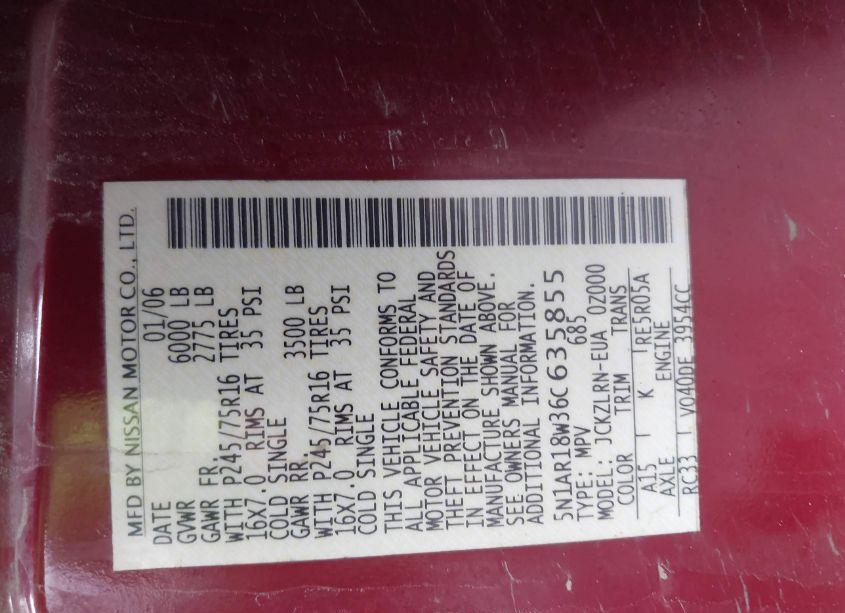 MFD BY NISSAN MOTOR CO., LTD.
DATE 01/06
GVWR 6000 LB
GAWR FR. 2775 LB
WITH P245/75R16 TIRES
16X7.0 RIMS AT 35 PSI
COLD SINGLE
GAWR RR. 3500 LB
WITH P245/75R16 TIRES
16X7.0 RIMS AT 35 PSI
COLD SINGLE
THIS VEHICLE CONFORMS TO
ALL APPLICABLE FEDERAL
MOTOR VEHICLE SAFETY AND
THEFT PREVENTION STANDARDS
IN EFFECT ON THE DATE OF
MANUFACTURE SHOWN ABOVE.
SEE OWNERS MANUAL FOR
ADDITIONAL INFORMATION.
5N1AR18W36C635855
TYPE: MPV 685
MODEL: JCKZLRN-EUA 0Z000
COLOR TRIM TRANS
A15 K RE5R05A
AXLE ENGINE
RC33 VQ40DE 3954CC